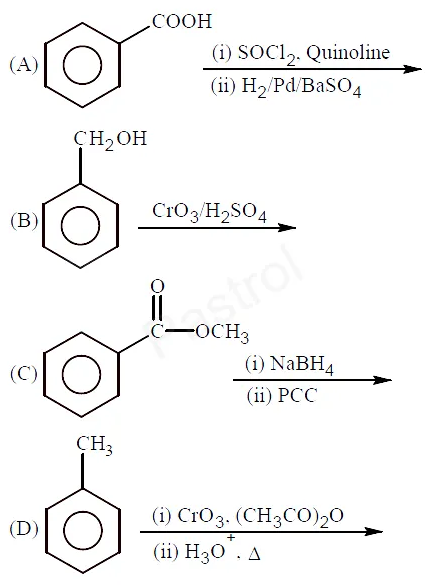 COOH
(A)
(i) SOCl2, Quinoline
(ii) H2/Pd/BaSO4
CH2OH
(B)
CrO3/H2SO4
O
C—OCH3
(C)
(i) NaBH4
(ii) PCC
CH3
(D)
(i) CrO3, (CH3CO)2O
(ii) H3O+, Δ